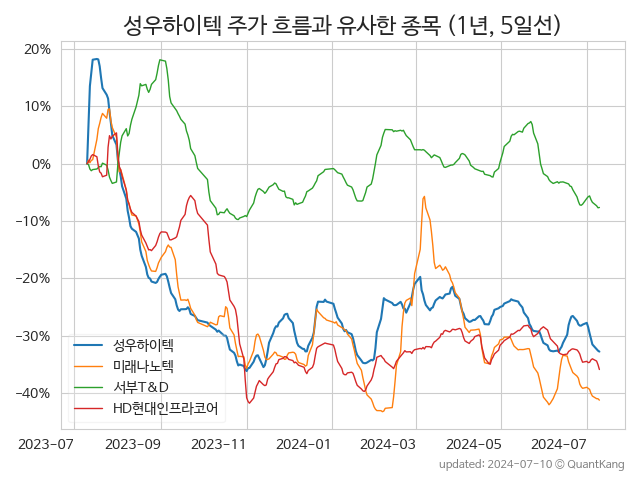 성우하이텍 주가 흐름과 유사한 종목 (1년, 5일선)
20%
10%
0%
−10%
−20%
−30%
−40%
성우하이텍
미래나노텍
서부T&D
HD현대인프라코어
2023-07
2023-09
2023-11
2024-01
2024-03
2024-05
2024-07
updated: 2024-07-10 © QuantKang